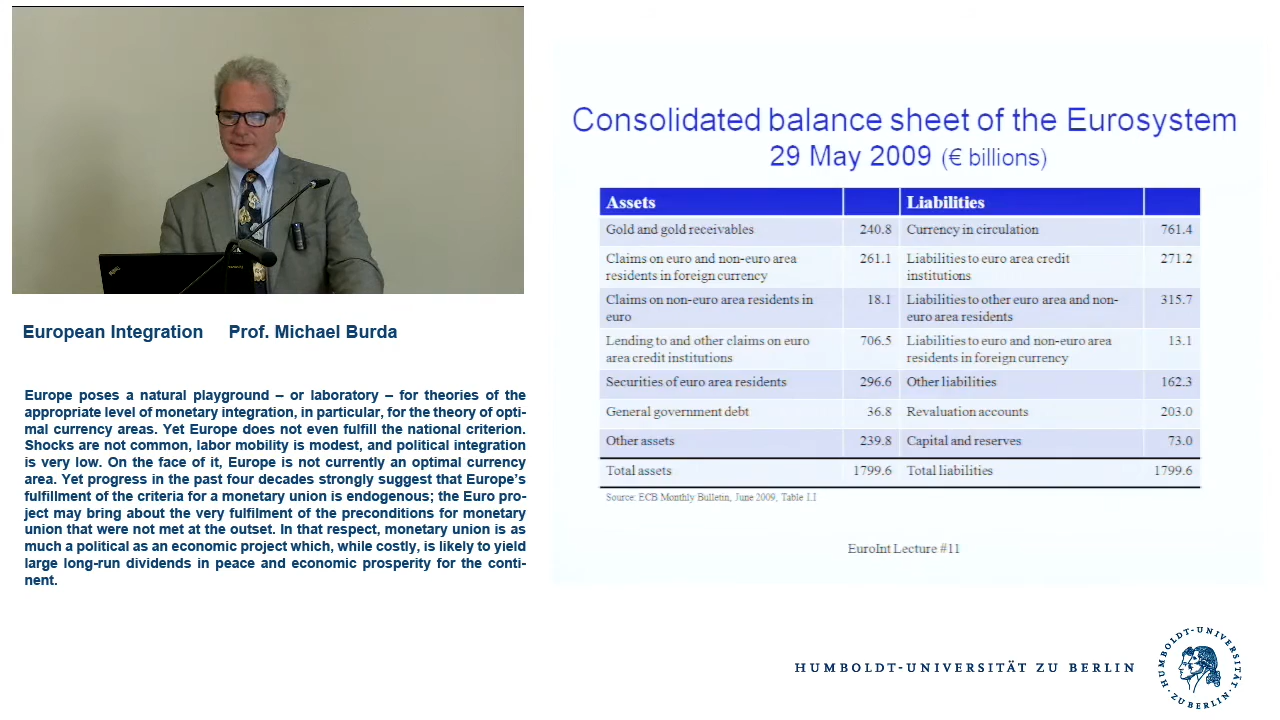 European Integration Prof. Michael Burda
Europe poses a natural playground – or laboratory – for theories of the
appropriate level of monetary integration, in particular, for the theory of opti-
mal currency areas. Yet Europe does not even fulfill the national criterion.
Shocks are not common, labor mobility is modest, and political integration
is very low. On the face of it, Europe is not currently an optimal currency
area. Yet progress in the past four decades strongly suggest that Europe's
fulfillment of the criteria for a monetary union is endogenous; the Euro pro-
ject may bring about the very fulfilment of the preconditions for monetary
union that were not met at the outset. In that respect, monetary union is as
much a political as an economic project which, while costly, is likely to yield
large long-run dividends in peace and economic prosperity for the conti-
nent.
Consolidated balance sheet of the Eurosystem
29 May 2009 (€ billions)
Assets Liabilities
Gold and gold receivables 240.8 Currency in circulation 761.4
Claims on euro and non-euro area 261.1 Liabilities to euro area credit 271.2
residents in foreign currency institutions
Claims on non-euro area residents in 18.1 Liabilities to other euro area and non- 315.7
euro euro area residents
Lending to and other claims on euro 706.5 Liabilities to euro and non-euro area 13.1
area credit institutions residents in foreign currency
Securities of euro area residents 296.6 Other liabilities 162.3
General government debt 36.8 Revaluation accounts 203.0
Other assets 239.8 Capital and reserves 73.0
Total assets 1799.6 Total liabilities 1799.6
Source: ECB Monthly Bulletin, June 2009, Table 1.1
EuroInt Lecture #11
HUMBOLDT-UNIVERSITÄT ZU BERLIN
HUMBOLDT-UNIVERSITÄT ZU BERLIN